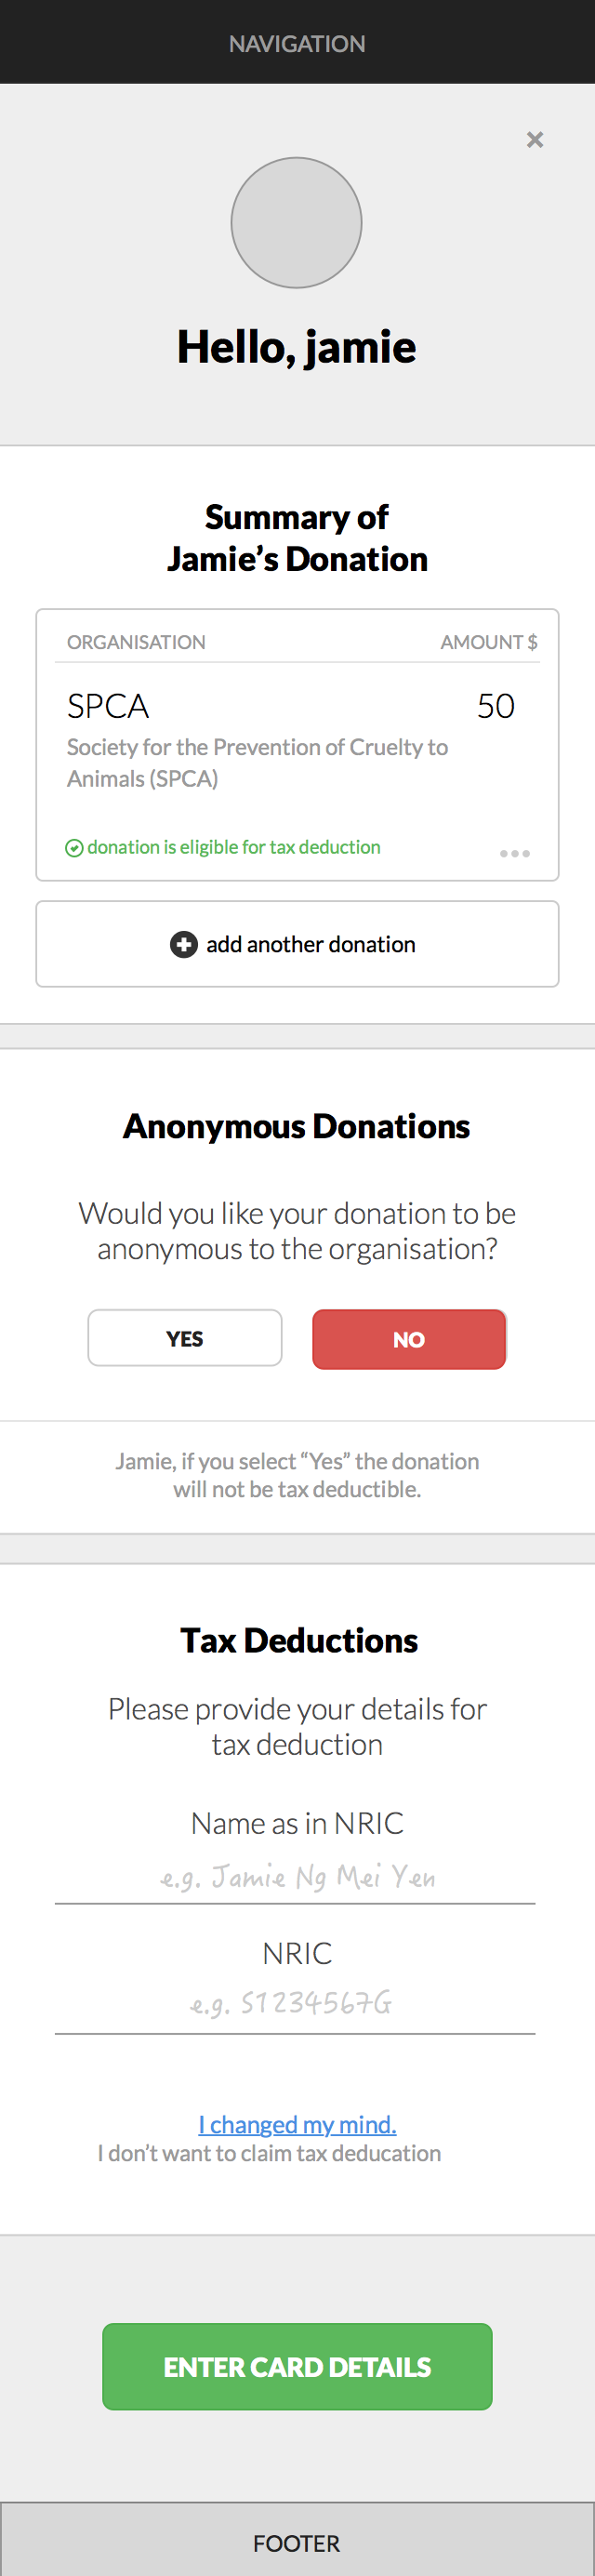 NAVIGATION
×
Hello, jamie
Summary of
Jamie’s Donation
ORGANISATION AMOUNT $
SPCA 50
Society for the Prevention of Cruelty to
Animals (SPCA)
donation is eligible for tax deduction
add another donation
Anonymous Donations
Would you like your donation to be
anonymous to the organisation?
YES NO
Jamie, if you select “Yes” the donation
will not be tax deductible.
Tax Deductions
Please provide your details for
tax deduction
Name as in NRIC
e.g. Jamie Ng Mei Yen
NRIC
e.g. S1234567G
I changed my mind.
I don’t want to claim tax deducation
ENTER CARD DETAILS
FOOTER